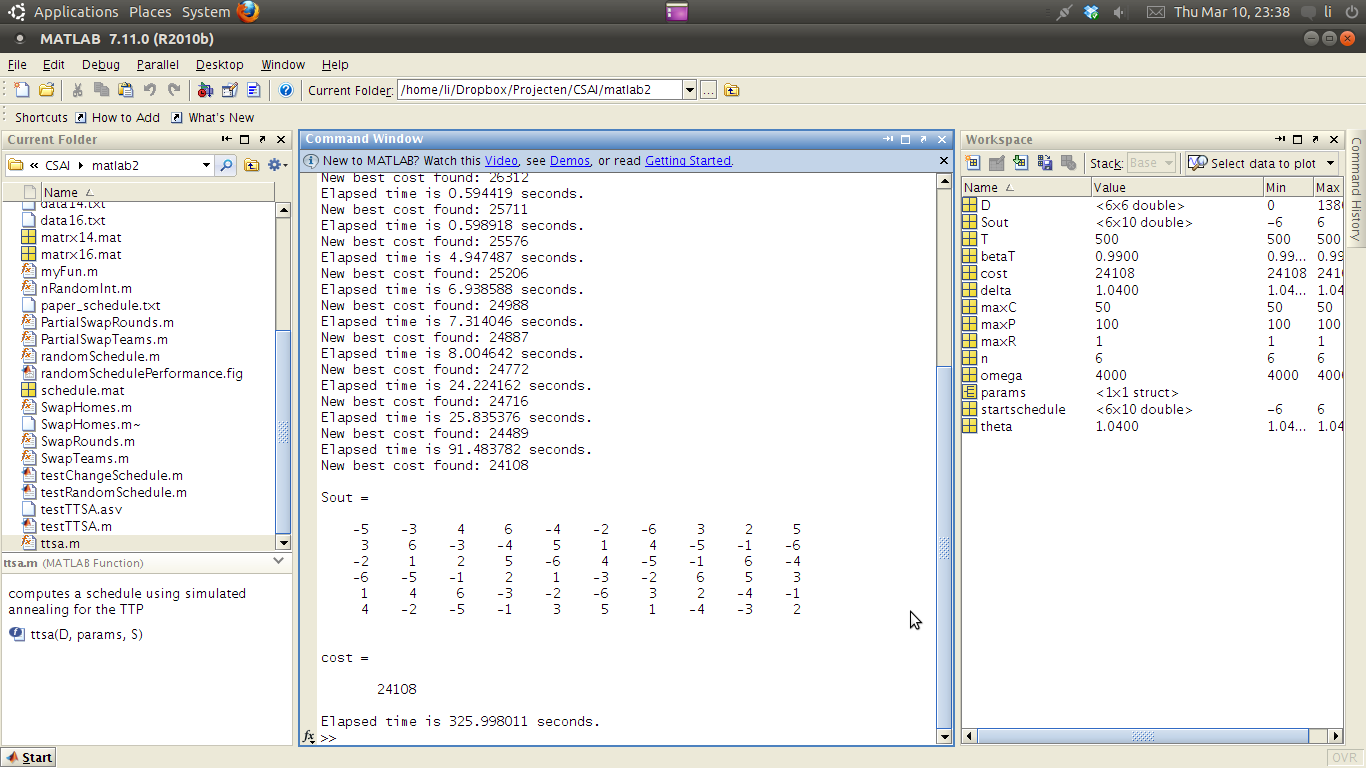 Applications Places System
Thu Mar 10, 23:38 li
MATLAB 7.11.0 (R2010b)
File Edit Debug Parallel Desktop Window Help
Current Folder: /home/li/Dropbox/Projecten/CSAI/matlab2
Shortcuts How to Add What's New
Current Folder
« CSAI matlab2
Name
data14.txt
data16.txt
matrx14.mat
matrx16.mat
myFun.m
nRandomInt.m
paper_schedule.txt
PartialSwapRounds.m
PartialSwapTeams.m
randomSchedule.m
randomSchedulePerformance.fig
schedule.mat
SwapHomes.m
SwapHomes.m~
SwapRounds.m
SwapTeams.m
testChangeSchedule.m
testRandomSchedule.m
testTTSA.asv
testTTSA.m
ttsa.m
ttsa.m (MATLAB Function)
computes a schedule using simulated
annealing for the TTP
ttsa(D, params, S)
Start
Command Window
New to MATLAB? Watch this Video, see Demos, or read Getting Started.
New best cost found: 26312
Elapsed time is 0.594419 seconds.
New best cost found: 25711
Elapsed time is 0.598918 seconds.
New best cost found: 25576
Elapsed time is 4.947487 seconds.
New best cost found: 25206
Elapsed time is 6.938588 seconds.
New best cost found: 24988
Elapsed time is 7.314046 seconds.
New best cost found: 24887
Elapsed time is 8.004642 seconds.
New best cost found: 24772
Elapsed time is 24.224162 seconds.
New best cost found: 24716
Elapsed time is 25.835376 seconds.
New best cost found: 24489
Elapsed time is 91.483782 seconds.
New best cost found: 24108
Sout =
-5 -3 4 6 -4 -2 -6 3 2 5
3 6 -3 -4 5 1 4 -5 -1 -6
-2 1 2 5 -6 4 -5 -1 6 -4
-6 -5 -1 2 1 -3 -2 6 5 3
1 4 6 -3 -2 -6 3 2 -4 -1
4 -2 -5 -1 3 5 1 -4 -3 2
cost =
24108
Elapsed time is 325.998011 seconds.
fx >>
Workspace
Stack: Base Select data to plot
Name Value Min Max
D <6x6 double> 0 1380
Sout <6x10 double> -6 6
T 500 500 500
betaT 0.9900 0.99... 0.99
cost 24108 24108 2410
delta 1.0400 1.04... 1.04
maxC 50 50 50
maxP 100 100 100
maxR 1 1 1
n 6 6 6
omega 4000 4000 4000
params <1x1 struct>
startschedule <6x10 double> -6 6
theta 1.0400 1.04... 1.04
Command History
OVR